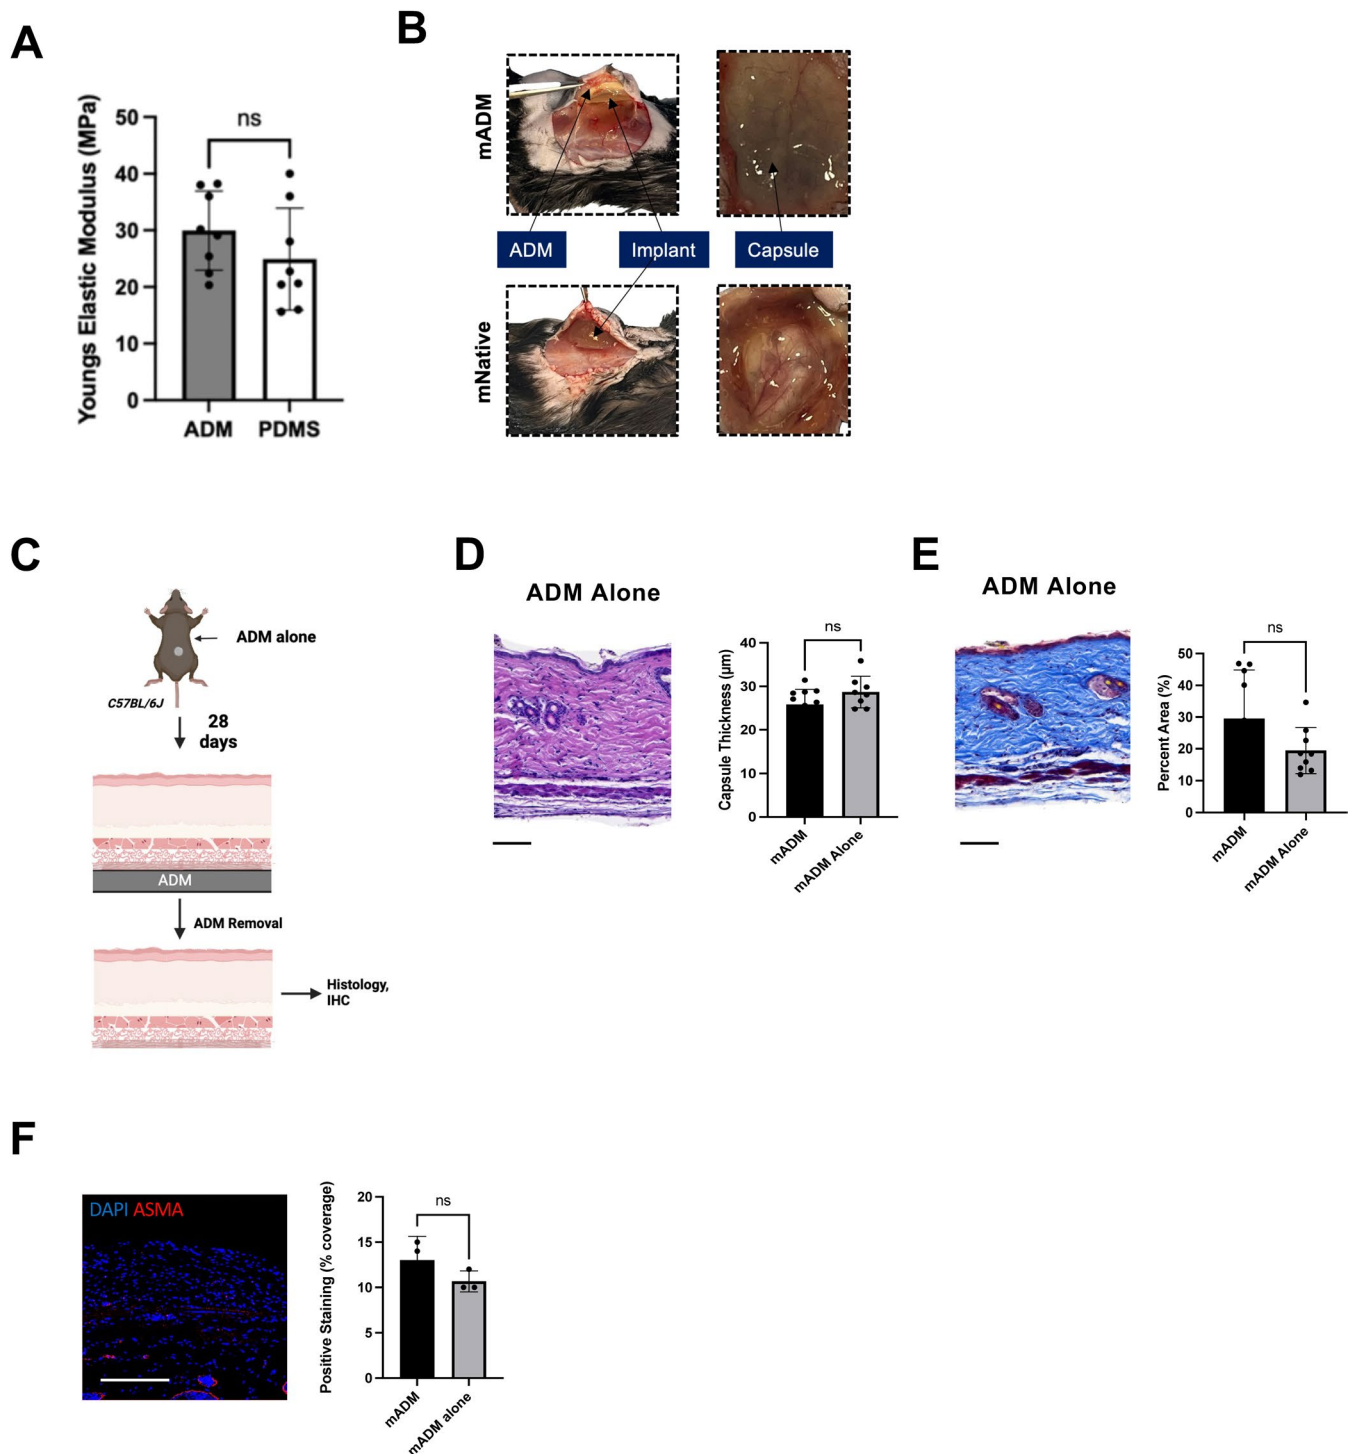 A
Youngs Elastic Modulus (MPa)
50
40
30
20
10
0
ns
ADM PDMS
B
mADM
mNative
ADM
Implant
Capsule
C
ADM alone
C57BL/6J
28
days
ADM
ADM Removal
Histology,
IHC
D
ADM Alone
Capsule Thickness (µm)
40
30
20
10
0
ns
mADM
mADM Alone
E
ADM Alone
Percent Area (%)
50
40
30
20
10
0
ns
mADM
mADM Alone
F
DAPI ASMA
Positive Staining (% coverage)
20
15
10
5
0
ns
mADM
mADM alone